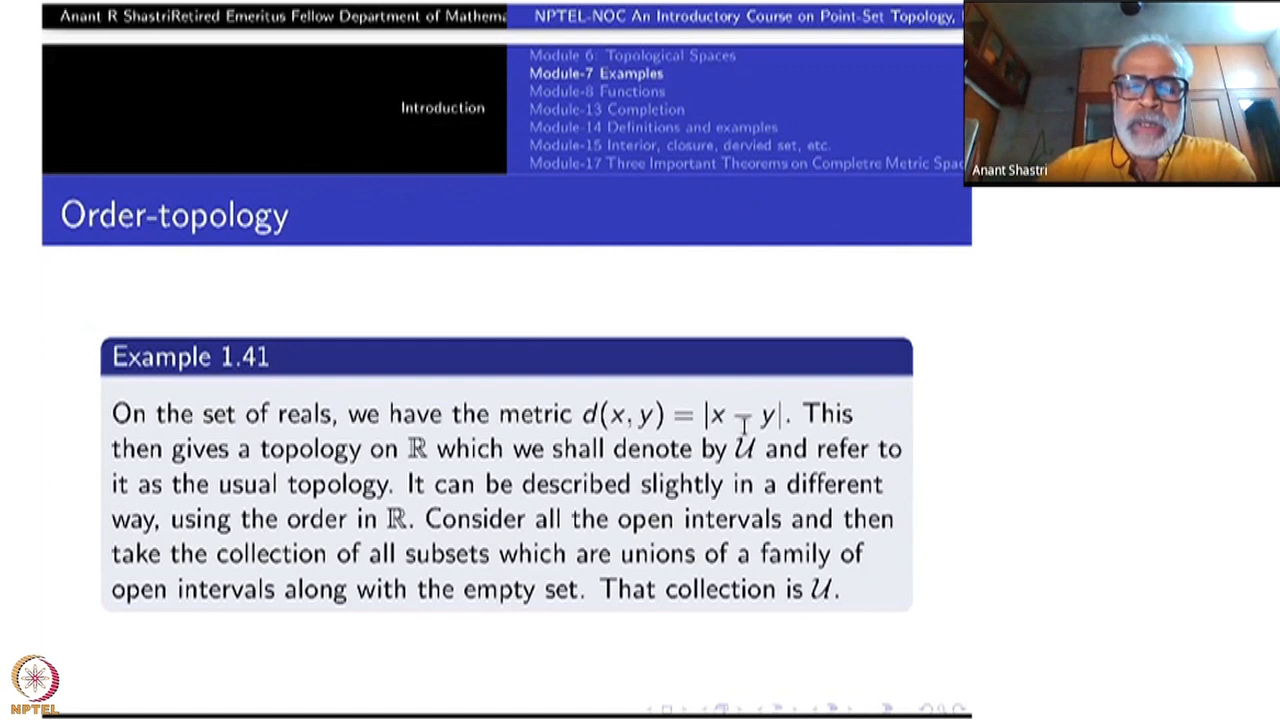 Anant R ShastriRetired Emeritus Fellow Department of Mathema
NPTEL-NOC An Introductory Course on Point-Set Topology,
Introduction
Module 6: Topological Spaces
Module-7 Examples
Module-8 Functions
Module-13 Completion
Module-14 Definitions and examples
Module-15 Interior, closure, dervied set, etc.
Module-17 Three Important Theorems on Completre Metric Spac
Anant Shastri
Order-topology
Example 1.41
On the set of reals, we have the metric d(x, y) = |x − y|. This
then gives a topology on ℝ which we shall denote by 𝒰 and refer to
it as the usual topology. It can be described slightly in a different
way, using the order in ℝ. Consider all the open intervals and then
take the collection of all subsets which are unions of a family of
open intervals along with the empty set. That collection is 𝒰.
NPTEL